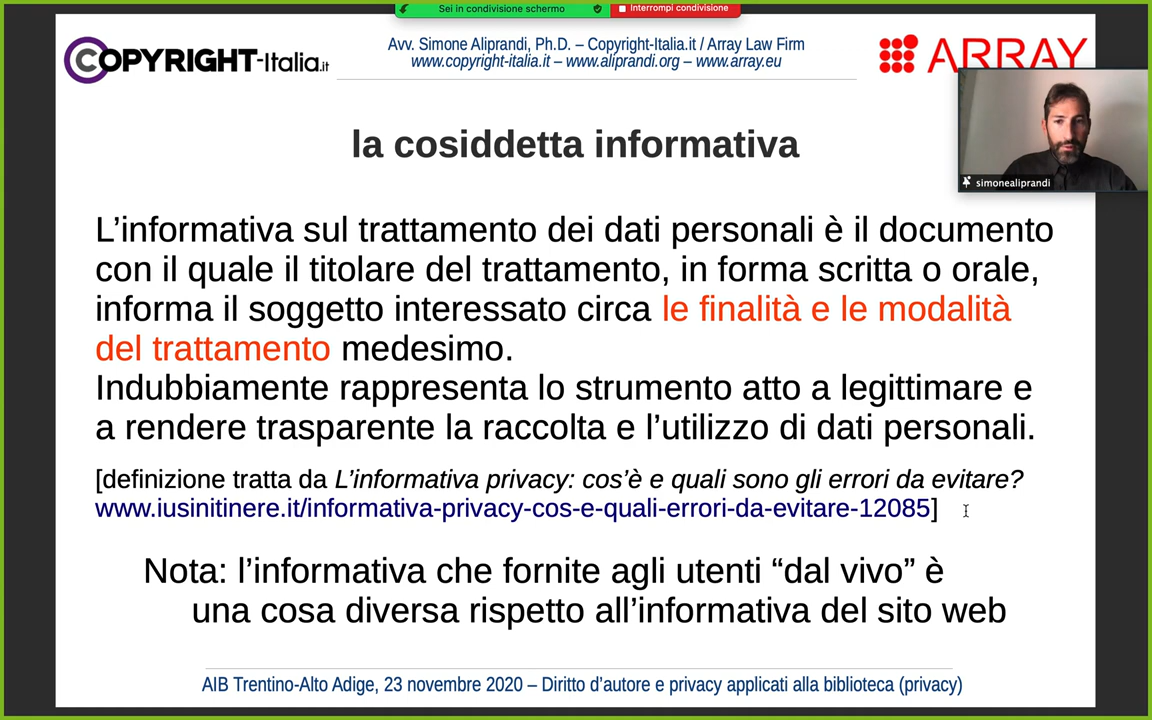 Sei in condivisione schermo
Interrompi condivisione
COPYRIGHT-Italia.it
Avv. Simone Aliprandi, Ph.D. – Copyright-Italia.it / Array Law Firm
www.copyright-italia.it – www.aliprandi.org – www.array.eu
ARRAY
simonealiprandi
la cosiddetta informativa
L’informativa sul trattamento dei dati personali è il documento
con il quale il titolare del trattamento, in forma scritta o orale,
informa il soggetto interessato circa le finalità e le modalità
del trattamento medesimo.
Indubbiamente rappresenta lo strumento atto a legittimare e
a rendere trasparente la raccolta e l’utilizzo di dati personali.
[definizione tratta da L’informativa privacy: cos’è e quali sono gli errori da evitare?
www.iusinitinere.it/informativa-privacy-cos-e-quali-errori-da-evitare-12085]
Nota: l’informativa che fornite agli utenti “dal vivo” è
una cosa diversa rispetto all’informativa del sito web
AIB Trentino-Alto Adige, 23 novembre 2020 – Diritto d’autore e privacy applicati alla biblioteca (privacy)